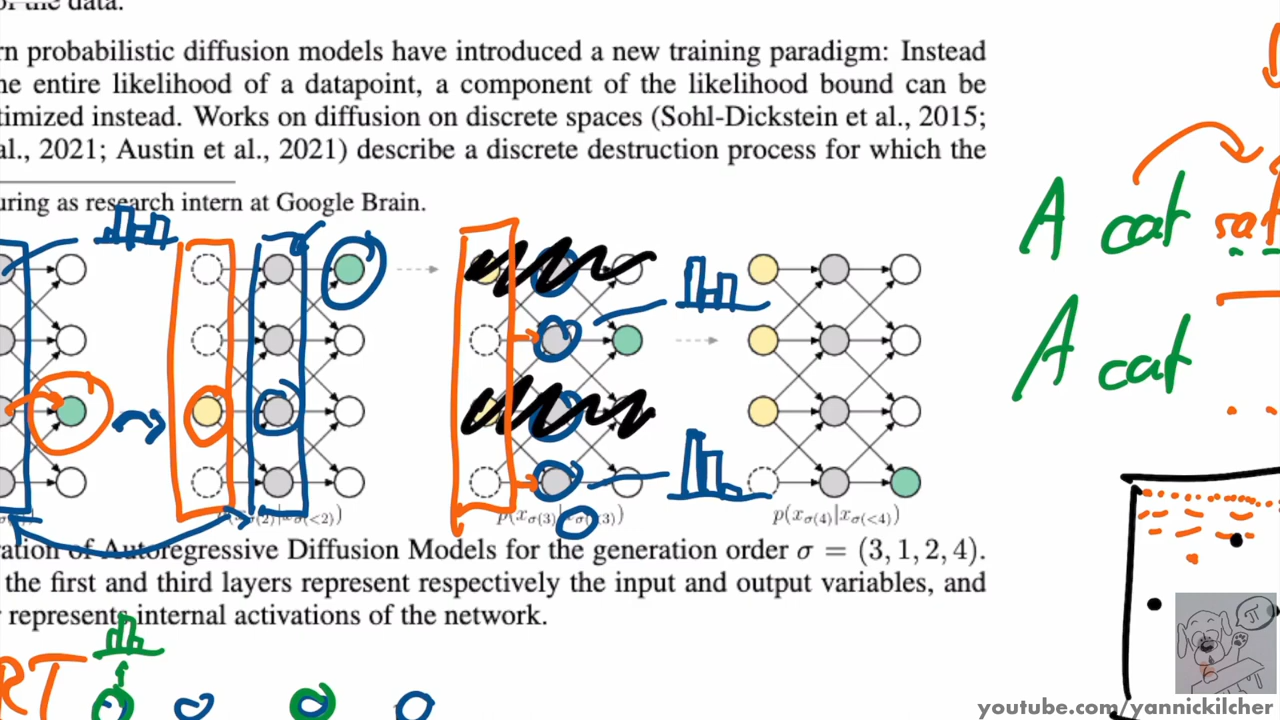 of the data.
rn probabilistic diffusion models have introduced a new training paradigm: Instead
he entire likelihood of a datapoint, a component of the likelihood bound can be
timized instead. Works on diffusion on discrete spaces (Sohl-Dickstein et al., 2015;
al., 2021; Austin et al., 2021) describe a discrete destruction process for which the
uring as research intern at Google Brain.
A cat sat
A cat
p(xσ(4)|xσ(<4))
ration of Autoregressive Diffusion Models for the generation order σ = (3, 1, 2, 4).
the first and third layers represent respectively the input and output variables, and
represents internal activations of the network.
RT
π
youtube.com/yannickilcher